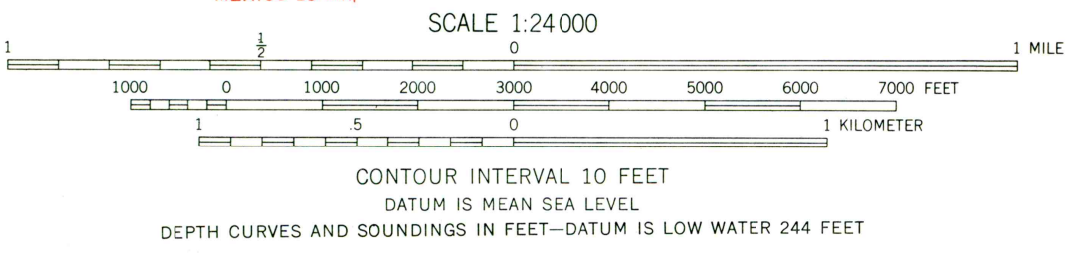 SCALE 1:24 000
1 ½ 0 1 MILE
1000 0 1000 2000 3000 4000 5000 6000 7000 FEET
1 .5 0 1 KILOMETER
CONTOUR INTERVAL 10 FEET
DATUM IS MEAN SEA LEVEL
DEPTH CURVES AND SOUNDINGS IN FEET—DATUM IS LOW WATER 244 FEET